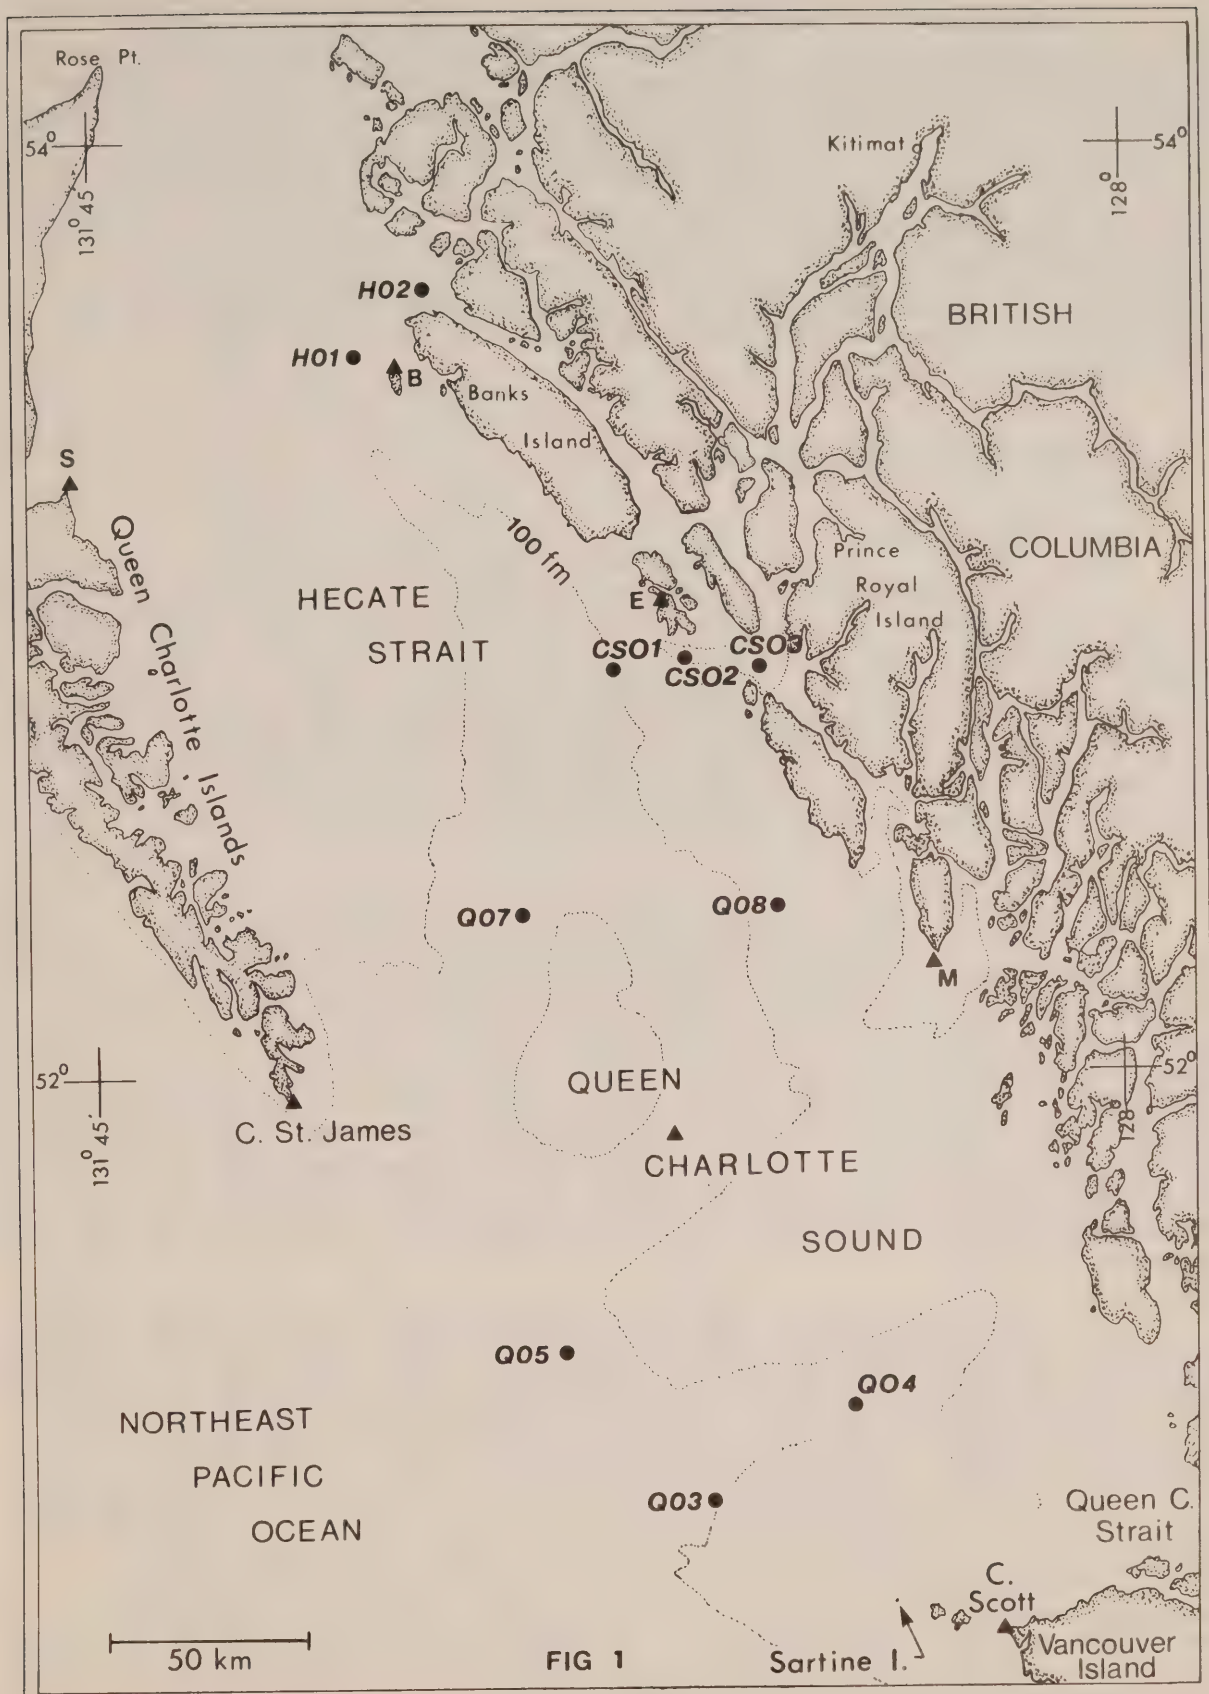 Rose Pt.
54°
131° 45
Kitimat
128°
54°
H02
BRITISH
H01
B
Banks
Island
S
Queen Charlotte Islands
100 fm
Prince
Royal
Island
COLUMBIA
HECATE
STRAIT
E
CSO1
CSO2
CSO3
Q07
Q08
M
52°
131° 45'
C. St. James
QUEEN
CHARLOTTE
SOUND
52°
128°
Q05
Q04
NORTHEAST
PACIFIC
OCEAN
Q03
Queen C.
Strait
C.
Scott
50 km
FIG 1
Sartine I.
Vancouver
Island